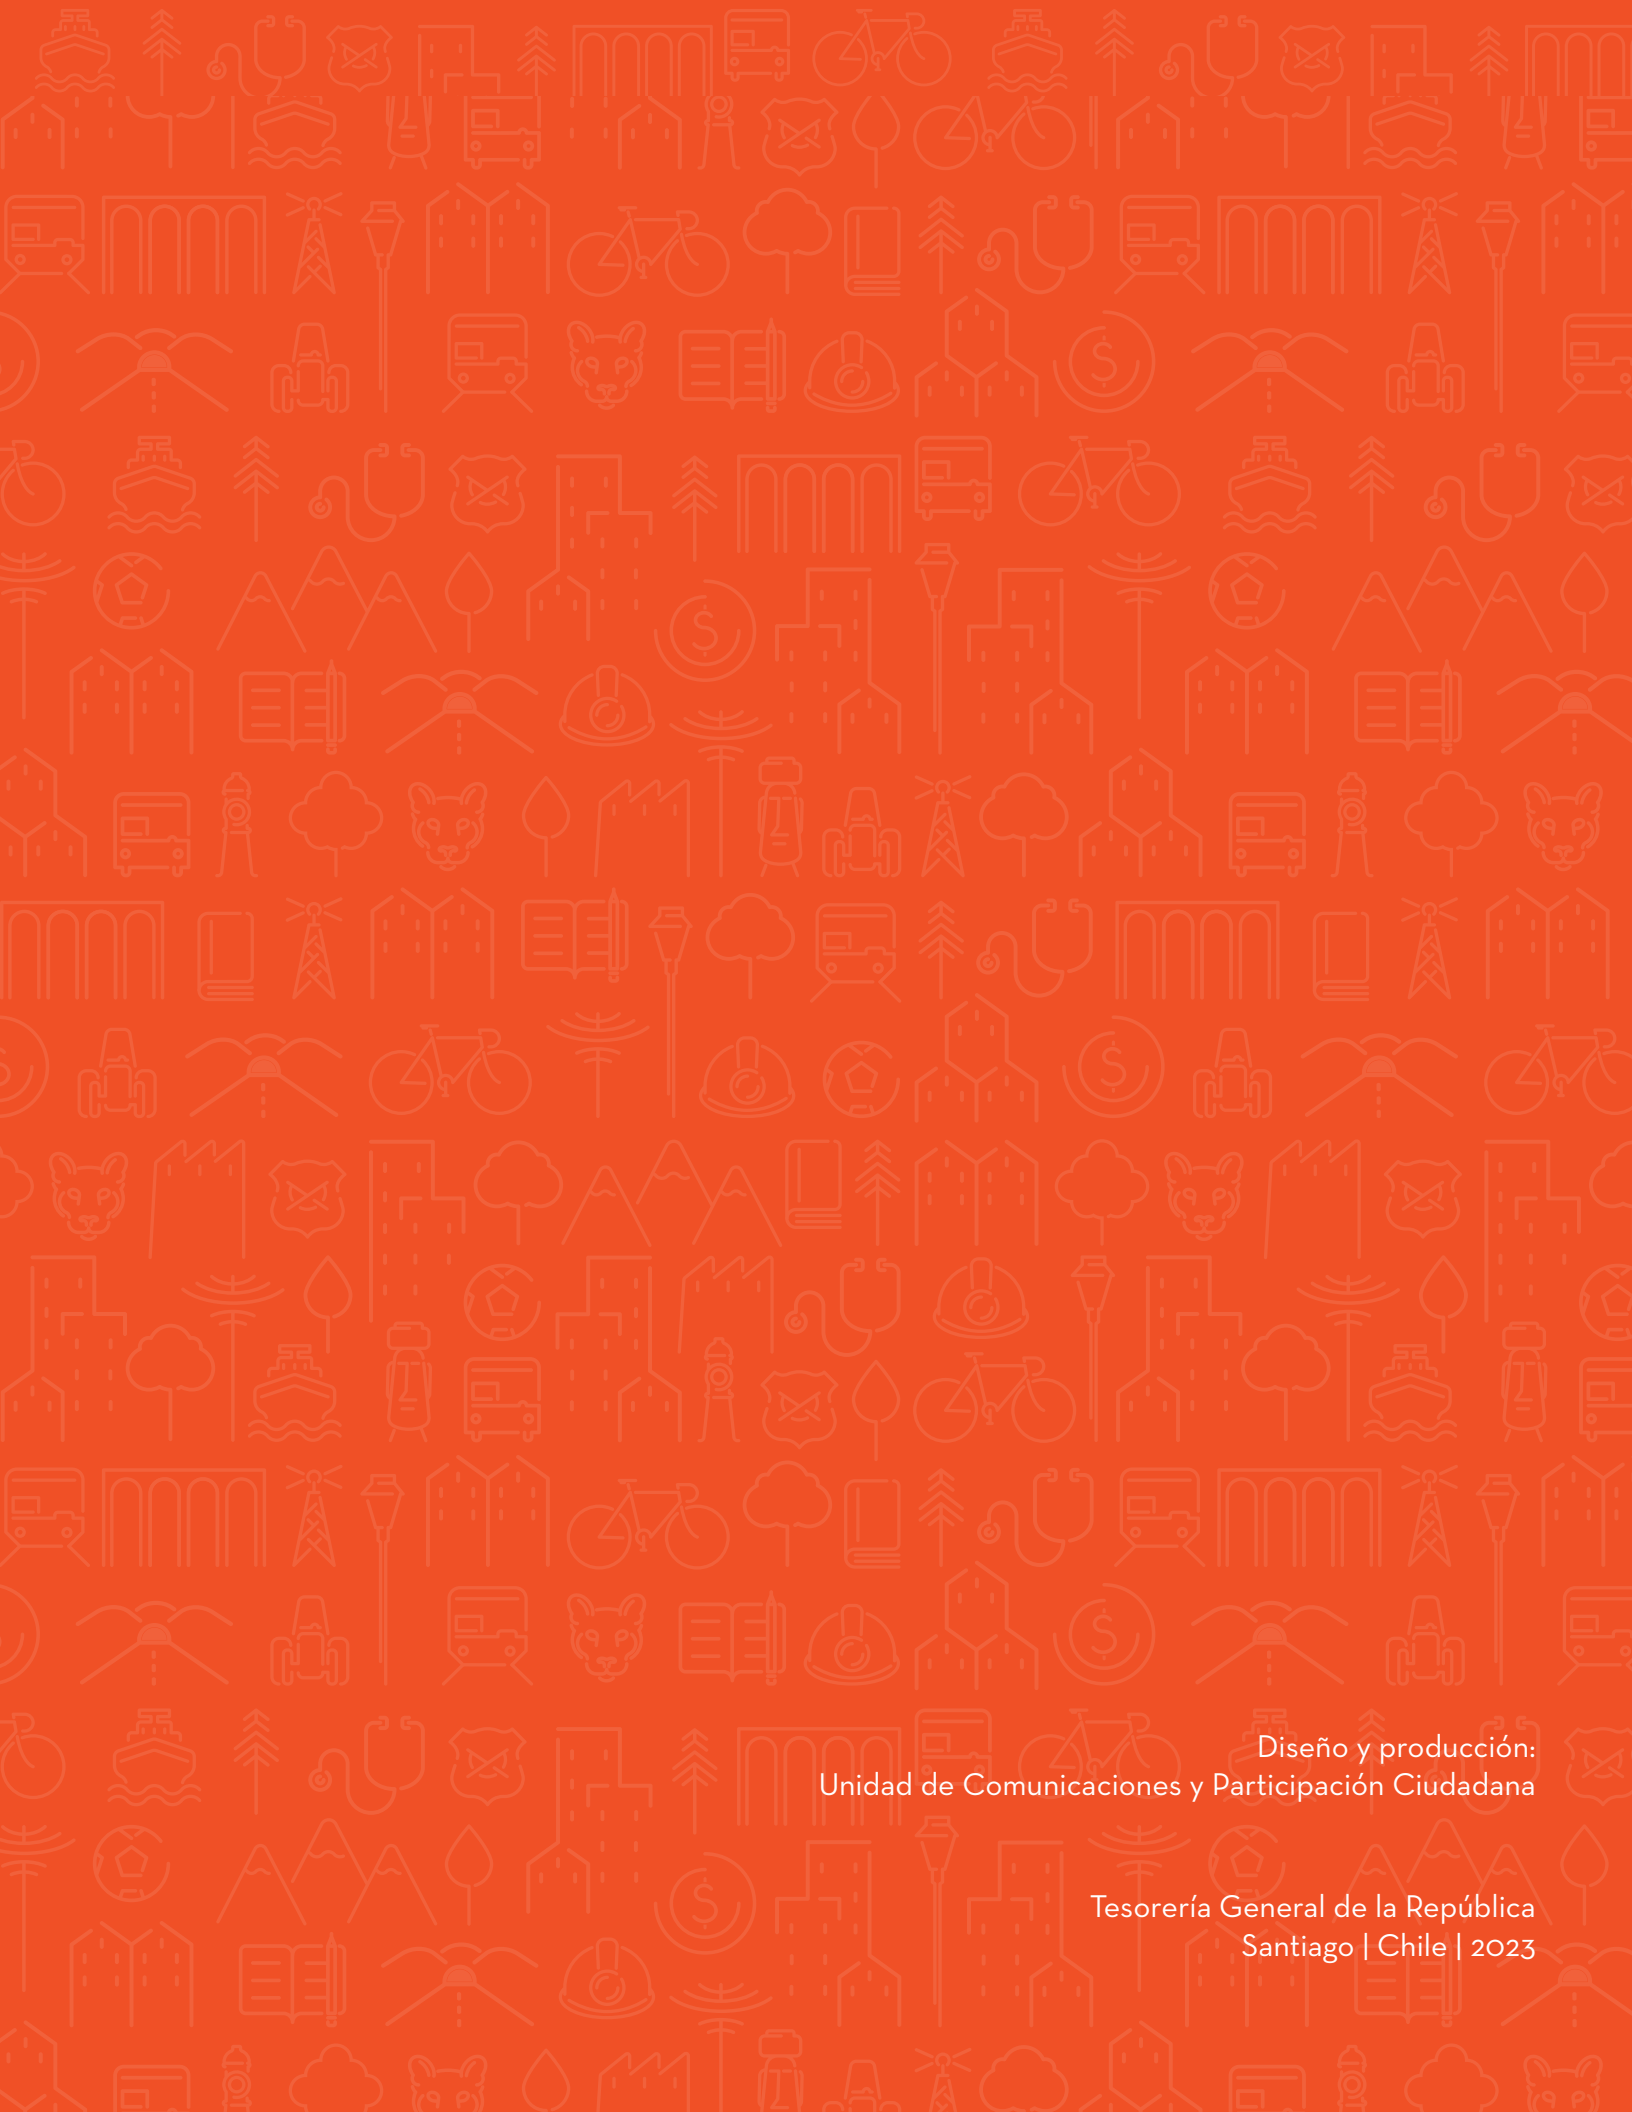 Diseño y producción:
Unidad de Comunicaciones y Participación Ciudadana
Tesorería General de la República
Santiago | Chile | 2023